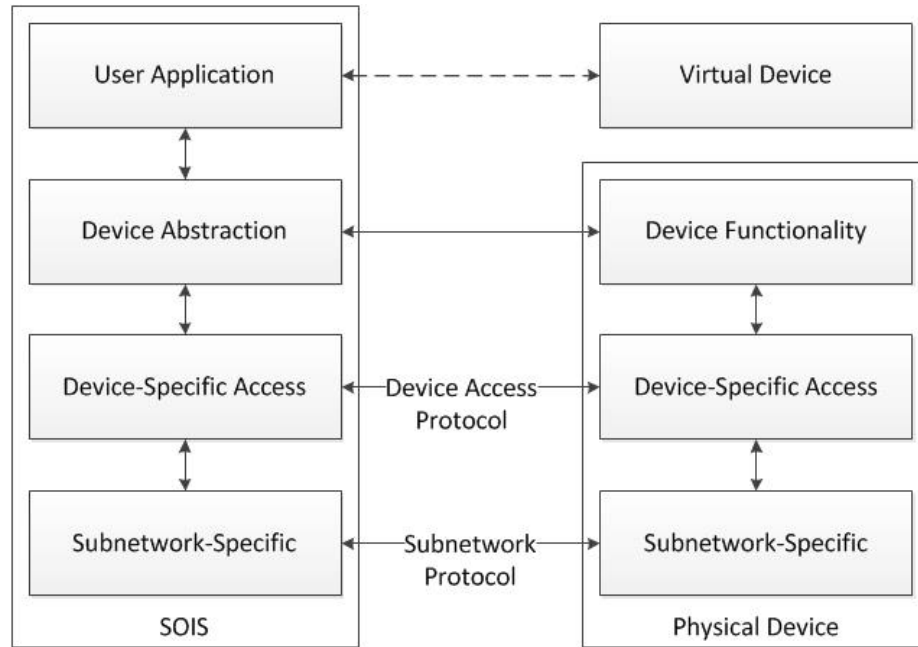 User Application
Virtual Device
Device Abstraction
Device Functionality
Device-Specific Access
Device Access
Protocol
Device-Specific Access
Subnetwork-Specific
Subnetwork
Protocol
Subnetwork-Specific
SOIS
Physical Device